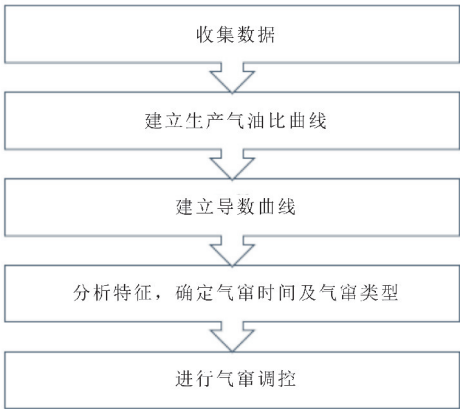 收集数据
建立生产气油比曲线
建立导数曲线
分析特征，确定气窜时间及气窜类型
进行气窜调控